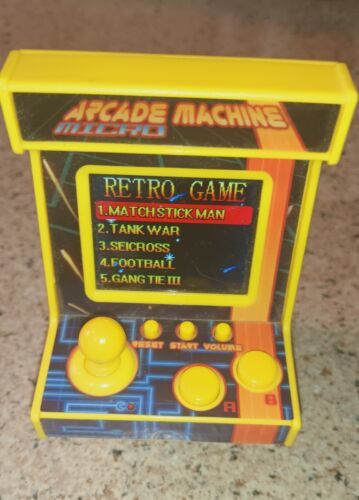 ARCADE MACHINE
MICRO
RETRO GAME
1.MATCHSTICK MAN
2.TANK WAR
3.SEICROSS
4.FOOTBALL
5.GANG TIE III
RESET START VOLUME
A B